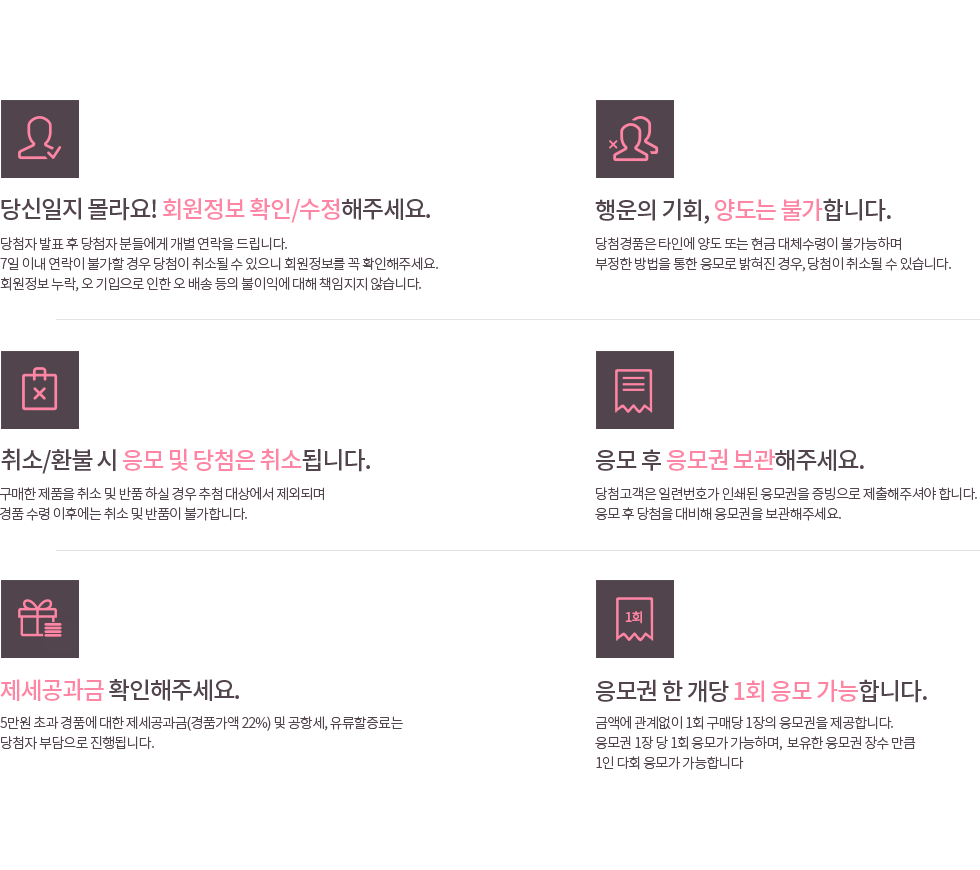 당신일지 몰라요! 회원정보 확인/수정해주세요.
당첨자 발표 후 당첨자 분들에게 개별 연락을 드립니다.
7일 이내 연락이 불가할 경우 당첨이 취소될 수 있으니 회원정보를 꼭 확인해주세요.
회원정보 누락, 오 기입으로 인한 오 배송 등의 불이익에 대해 책임지지 않습니다.
행운의 기회, 양도는 불가합니다.
당첨경품은 타인에 양도 또는 현금 대체수령이 불가능하며
부정한 방법을 통한 응모로 밝혀진 경우, 당첨이 취소될 수 있습니다.
취소/환불 시 응모 및 당첨은 취소됩니다.
구매한 제품을 취소 및 반품 하실 경우 추첨 대상에서 제외되며
경품 수령 이후에는 취소 및 반품이 불가합니다.
응모 후 응모권 보관해주세요.
당첨고객은 일련번호가 인쇄된 응모권을 증빙으로 제출해주셔야 합니다.
응모 후 당첨을 대비해 응모권을 보관해주세요.
제세공과금 확인해주세요.
5만원 초과 경품에 대한 제세공과금(경품가액 22%) 및 공항세, 유류할증료는
당첨자 부담으로 진행됩니다.
1회
응모권 한 개당 1회 응모 가능합니다.
금액에 관계없이 1회 구매당 1장의 응모권을 제공합니다.
응모권 1장 당 1회 응모가 가능하며, 보유한 응모권 장수 만큼
1인 다회 응모가 가능합니다